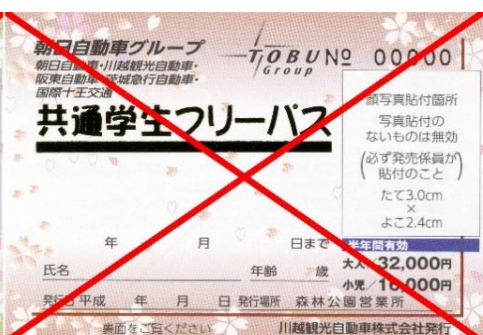 朝日自動車グループ
朝日自動車・川越観光自動車・
阪東自動車・茨城急行自動車・
国際十王交通
TOBU
Group
№ 00000
共通学生フリーパス
顔写真貼付箇所
写真貼付の
ないものは無効
(必ず発売係員が
貼付のこと)
たて3.0cm
×
よこ2.4cm
年 月 日まで
半年間有効
氏名 年齢 歳
大人 32,000円
小児 16,000円
発行日 平成 年 月 日 発行場所 森林公園営業所
裏面をご覧ください
川越観光自動車株式会社発行